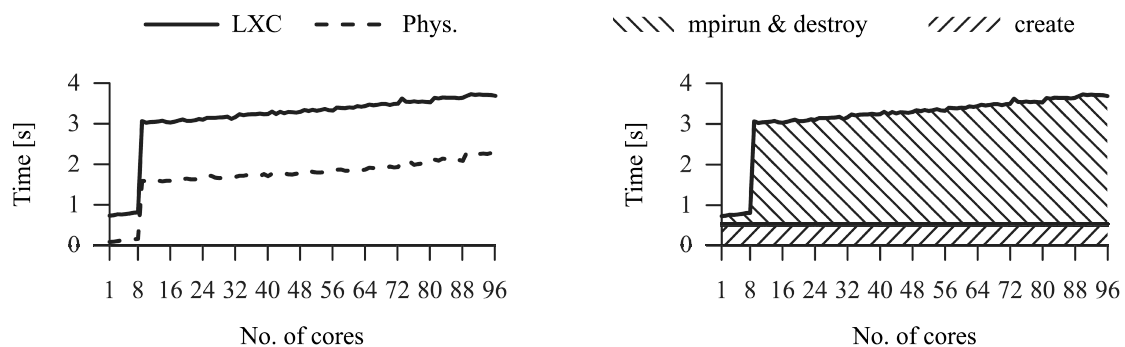 LXC
Phys.
mpirun & destroy
create
4
3
2
1
0
Time [s]
1 8 16 24 32 40 48 56 64 72 80 88 96
No. of cores
4
3
2
1
0
Time [s]
1 8 16 24 32 40 48 56 64 72 80 88 96
No. of cores